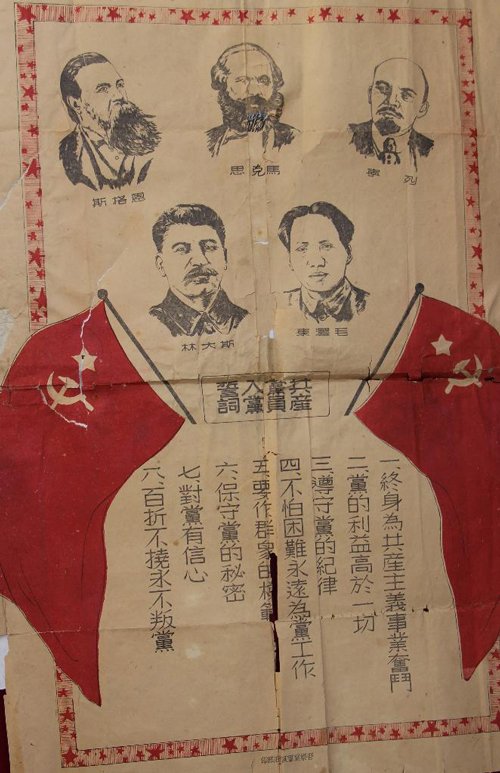 列寧
馬克思
恩格斯
毛澤東
斯大林
共產
黨員
入黨
誓詞
一、終身為共產主義事業奮鬥
二、黨的利益高於一切
三、遵守黨的紀律
四、不怕困難永遠為黨工作
五、要作群眾的模範
六、保守黨的秘密
七、對黨有信心
八、百折不撓永不叛黨